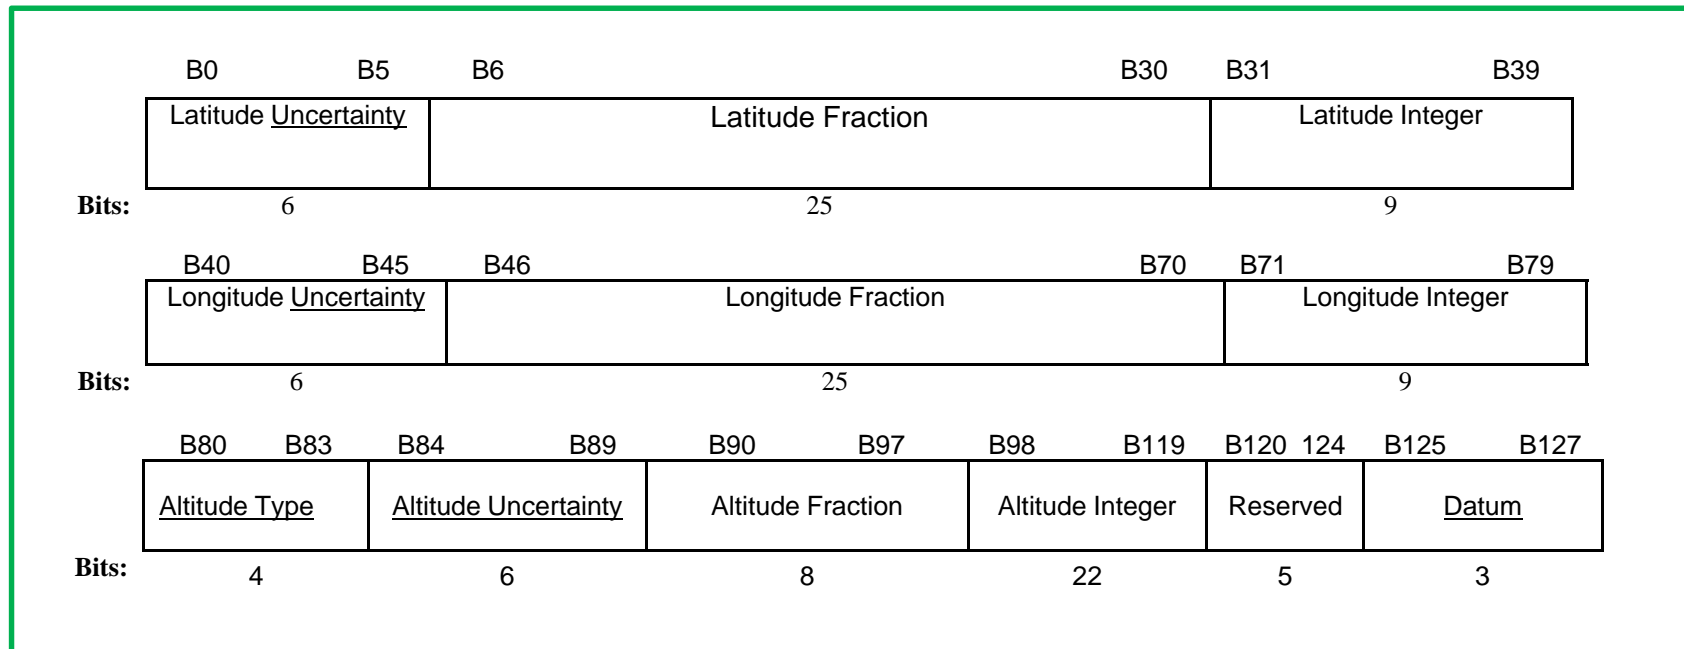 B0 B5 B6 B30 B31 B39
Latitude Uncertainty Latitude Fraction Latitude Integer
Bits: 6 25 9
B40 B45 B46 B70 B71 B79
Longitude Uncertainty Longitude Fraction Longitude Integer
Bits: 6 25 9
B80 B83 B84 B89 B90 B97 B98 B119 B120 124 B125 B127
Altitude Type Altitude Uncertainty Altitude Fraction Altitude Integer Reserved Datum
Bits: 4 6 8 22 5 3